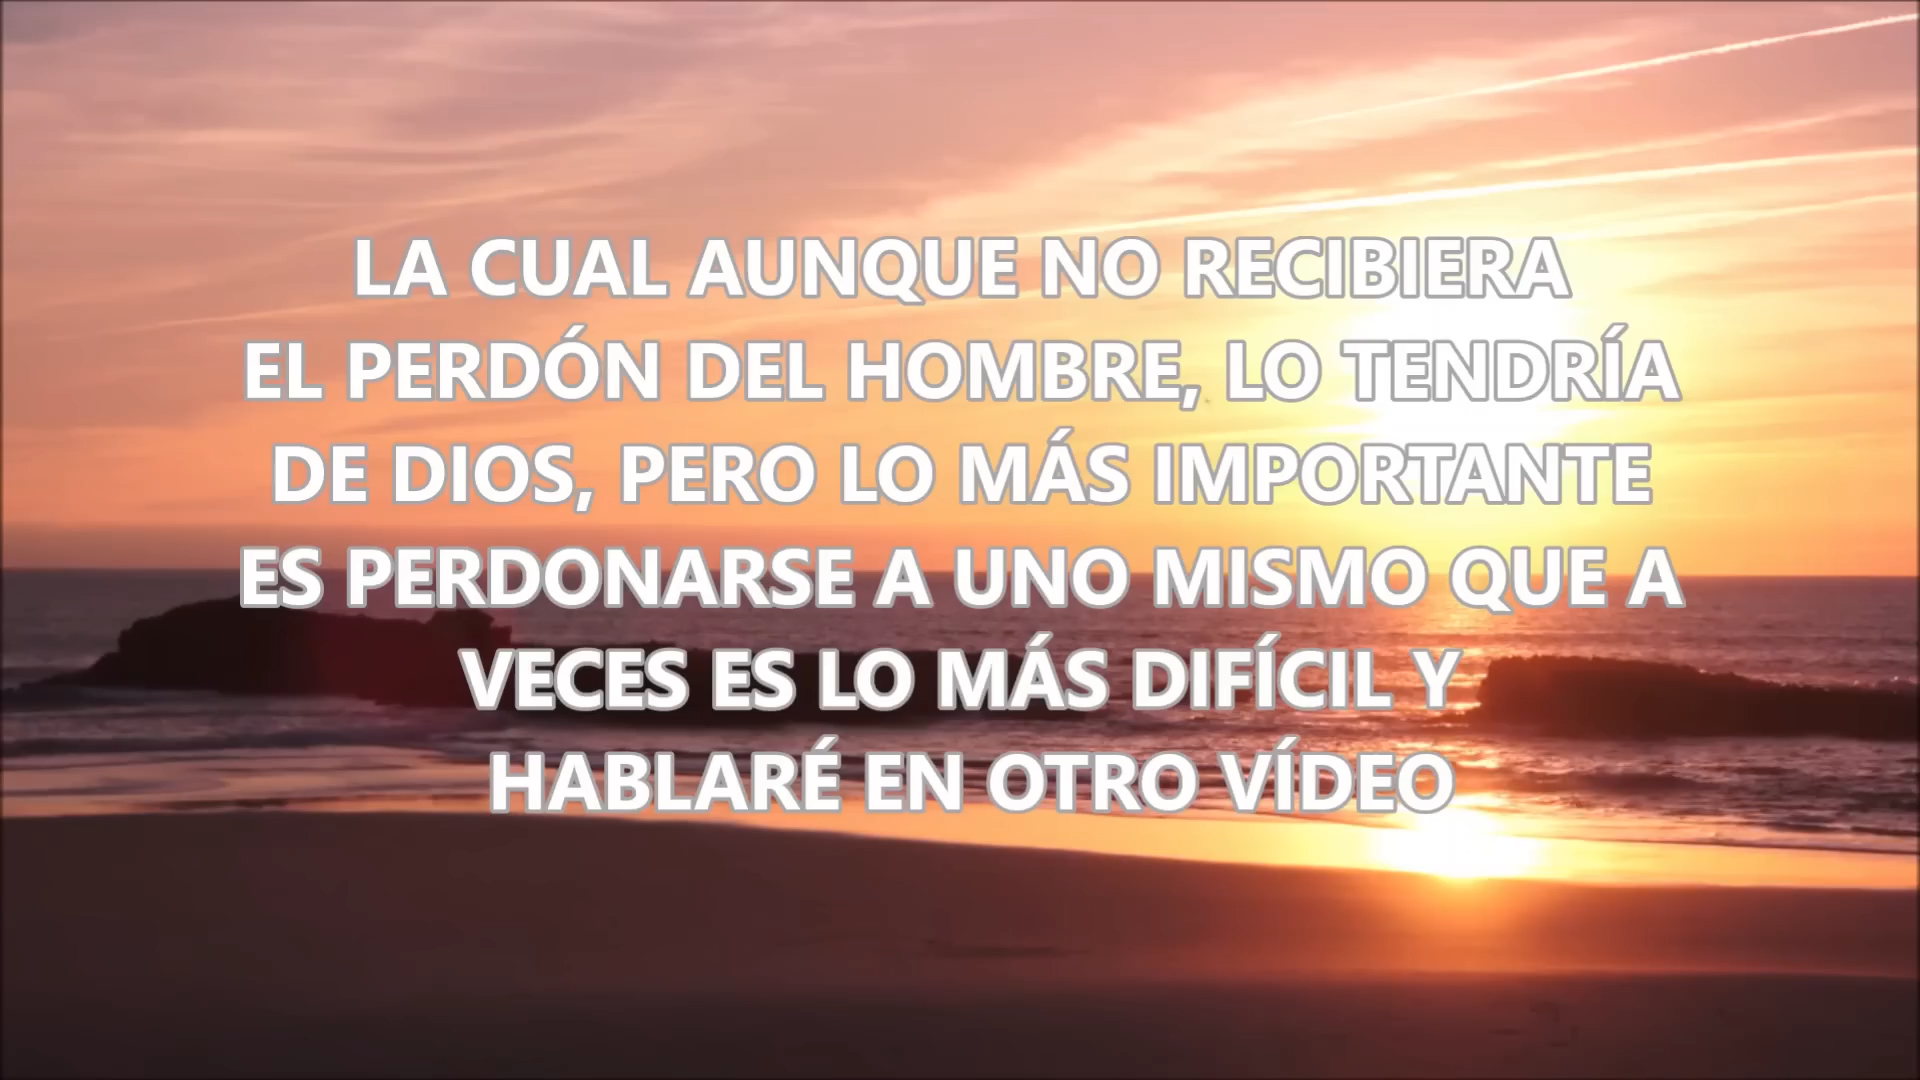 LA CUAL AUNQUE NO RECIBIERA
EL PERDÓN DEL HOMBRE, LO TENDRÍA
DE DIOS, PERO LO MÁS IMPORTANTE
ES PERDONARSE A UNO MISMO QUE A
VECES ES LO MÁS DIFÍCIL Y
HABLARÉ EN OTRO VÍDEO